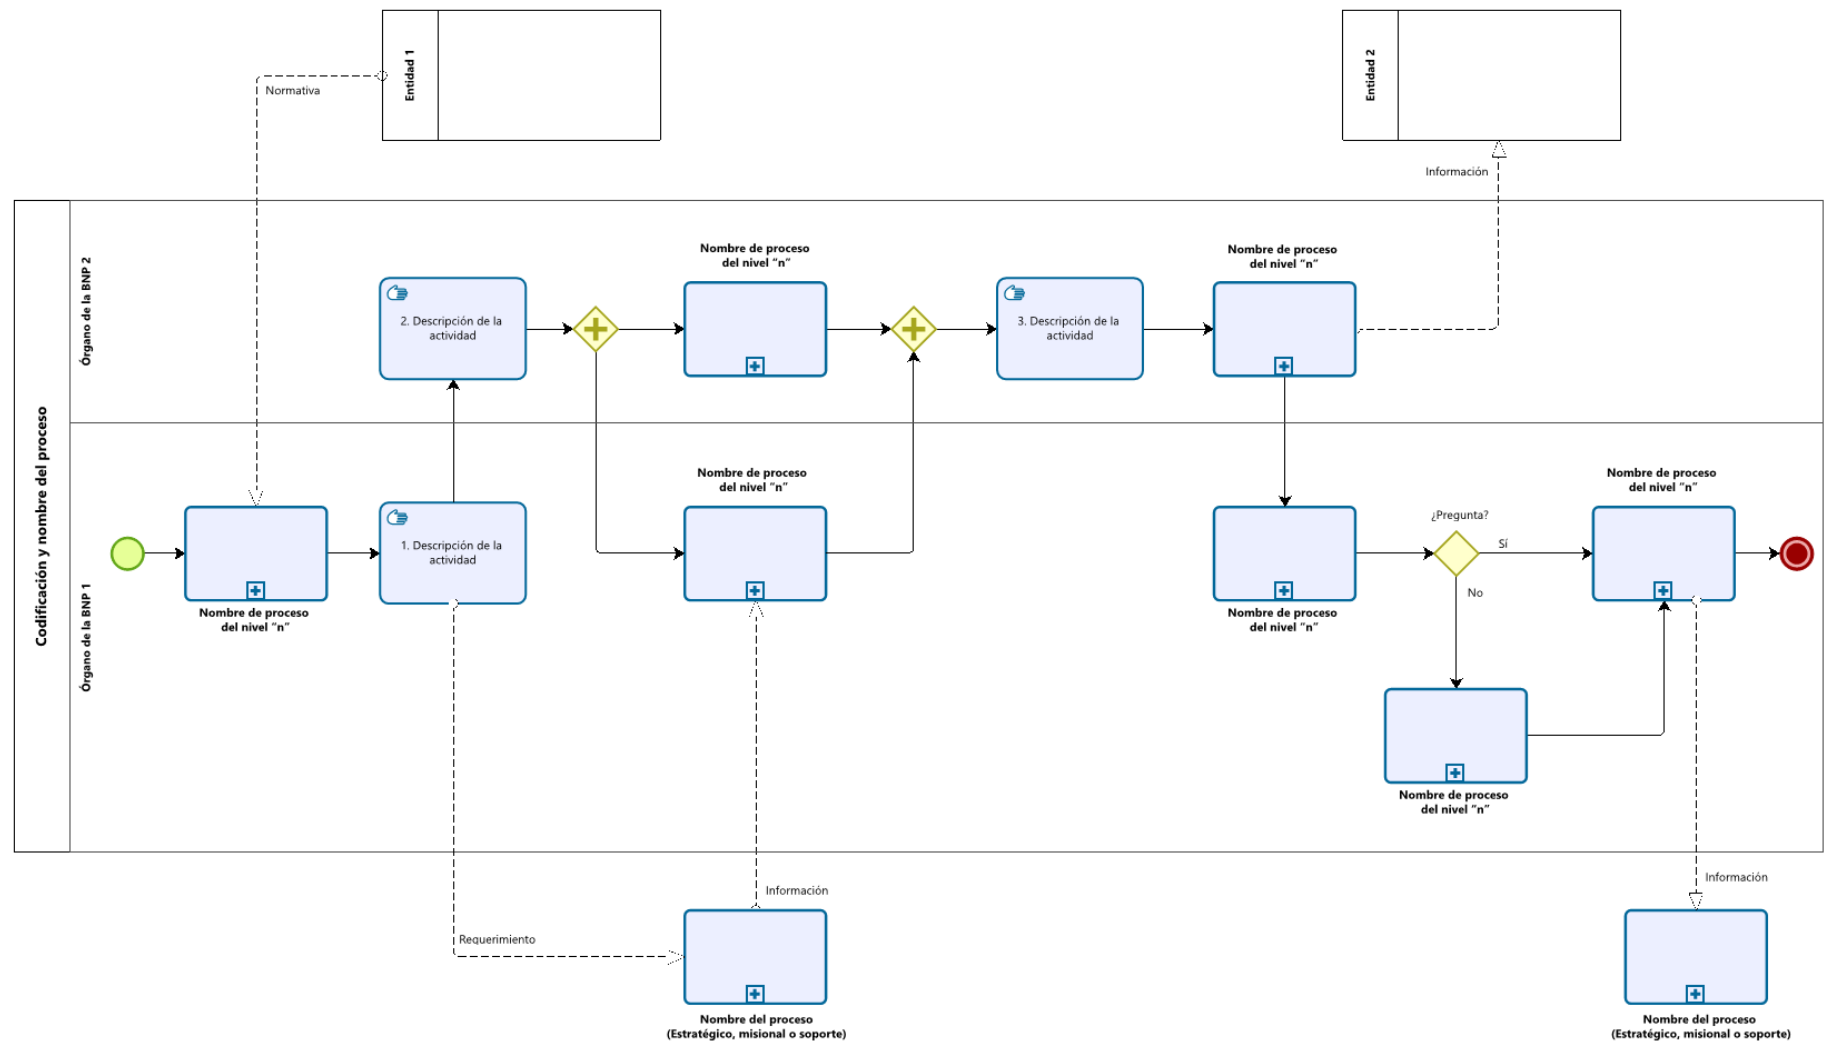 Entidad 1
Entidad 2
Normativa
Información
Codificación y nombre del proceso
Órgano de la BNP 2
Nombre de proceso
del nivel “n”
Nombre de proceso
del nivel “n”
2. Descripción de la
actividad
3. Descripción de la
actividad
Órgano de la BNP 1
Nombre de proceso
del nivel “n”
1. Descripción de la
actividad
Nombre de proceso
del nivel “n”
Nombre de proceso
del nivel “n”
¿Pregunta?
Sí
No
Nombre de proceso
del nivel “n”
Nombre de proceso
del nivel “n”
Información
Información
Requerimiento
Nombre del proceso
(Estratégico, misional o soporte)
Nombre del proceso
(Estratégico, misional o soporte)